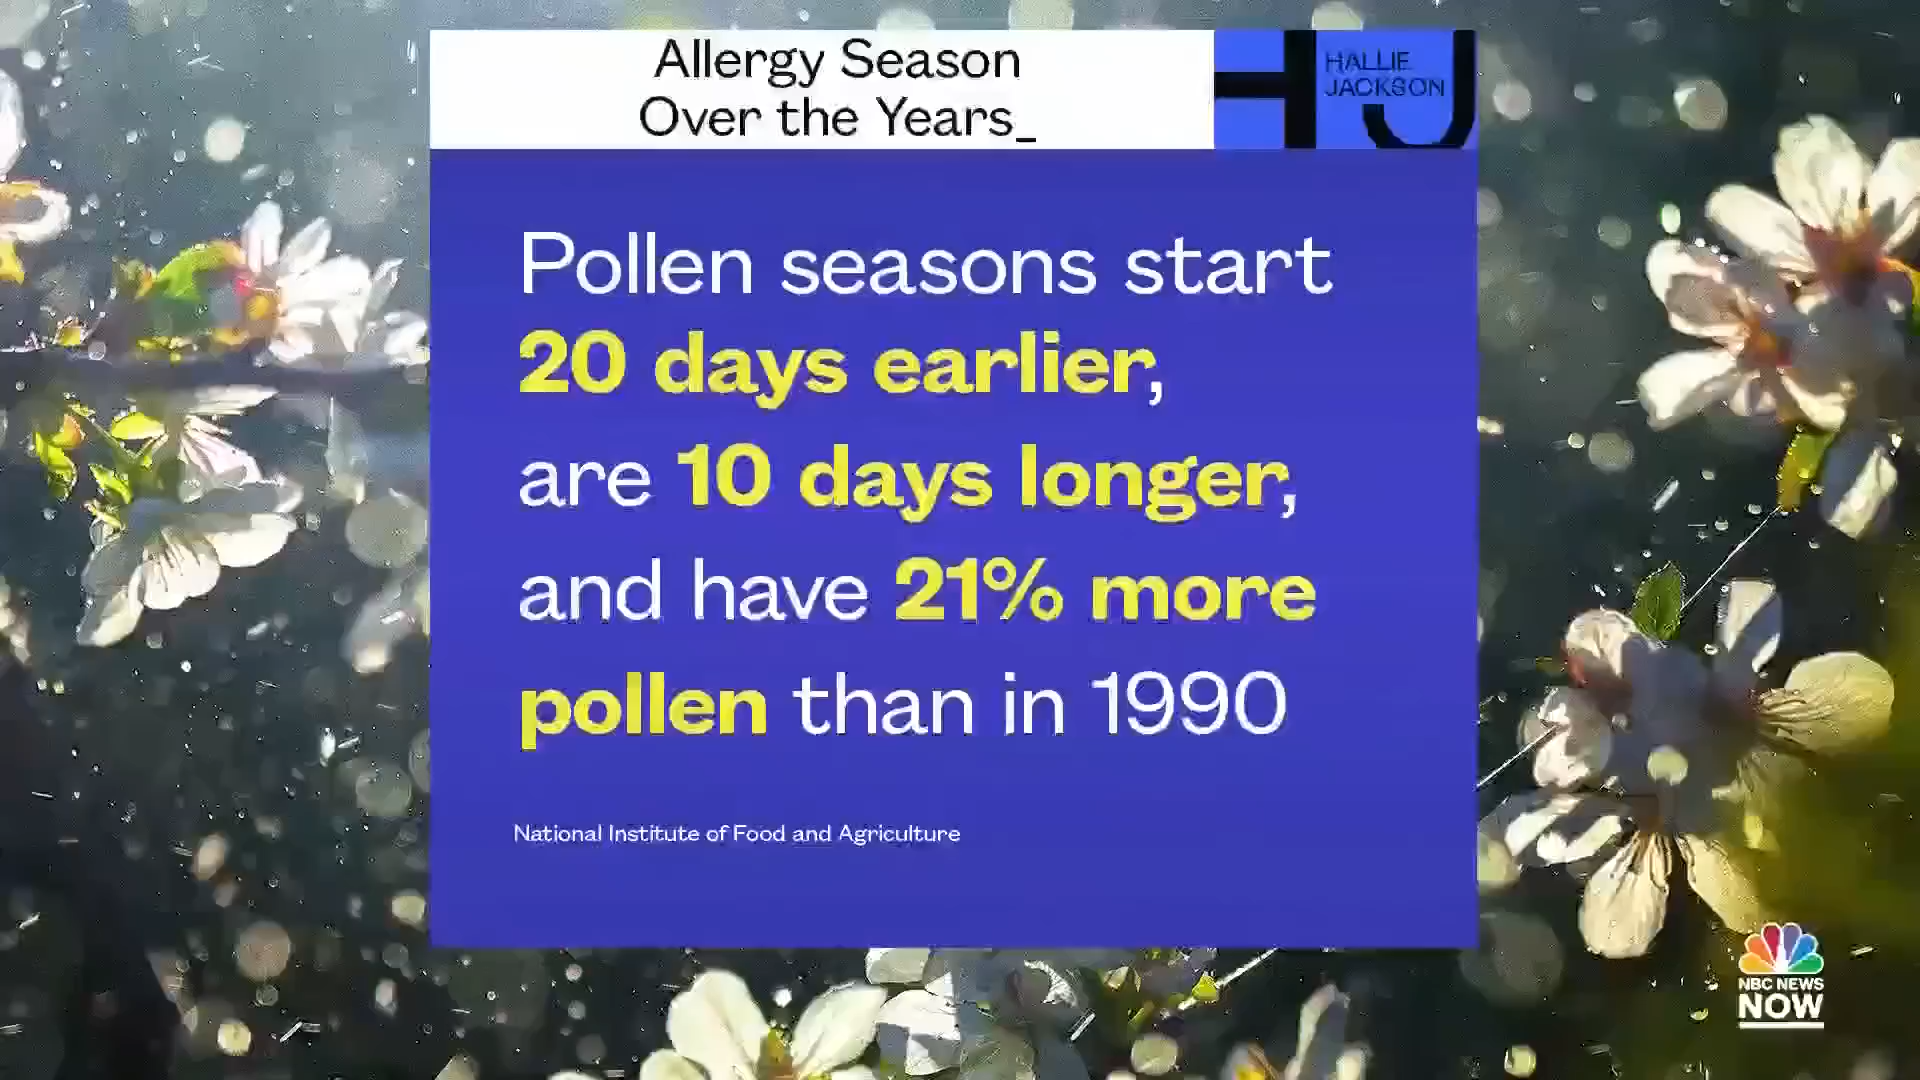 Allergy Season
Over the Years_
HALLIE
JACKSON
HJ
Pollen seasons start
20 days earlier,
are 10 days longer,
and have 21% more
pollen than in 1990
National Institute of Food and Agriculture
NBC NEWS
NOW